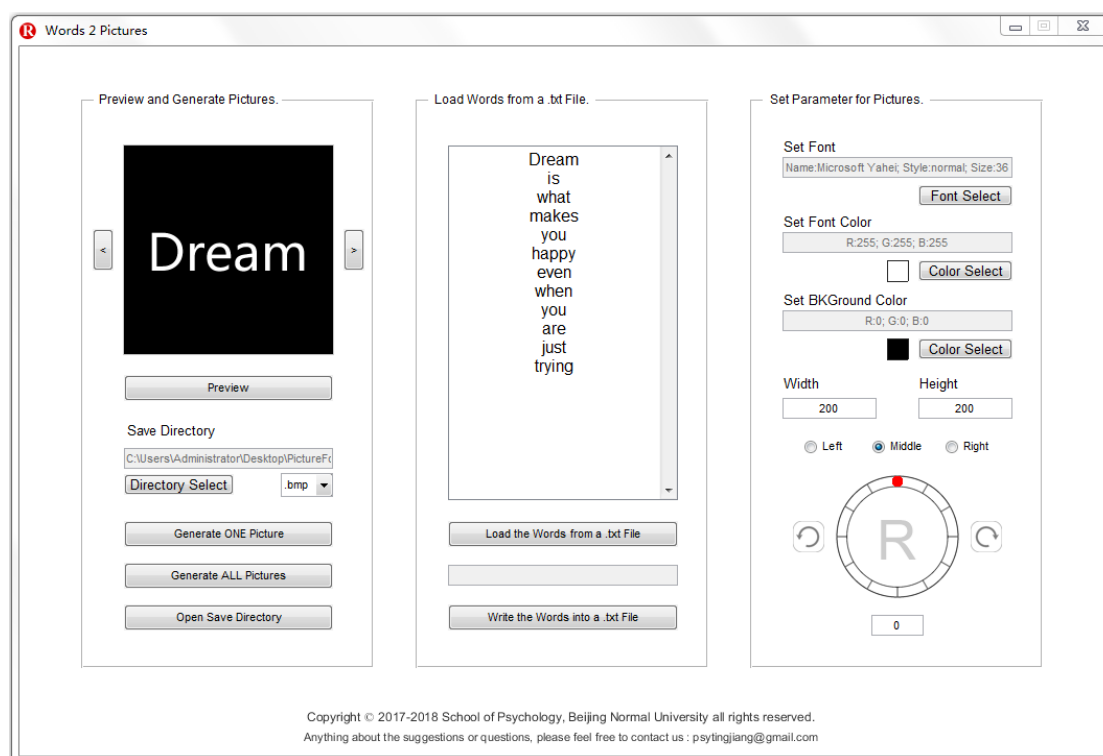 R Words 2 Pictures
Preview and Generate Pictures.
Dream
<
>
Preview
Save Directory
C:\Users\Administrator\Desktop\PictureFo
Directory Select
.bmp
Generate ONE Picture
Generate ALL Pictures
Open Save Directory
Load Words from a .txt File.
Dream
is
what
makes
you
happy
even
when
you
are
just
trying
Load the Words from a .txt File
Write the Words into a .txt File
Set Parameter for Pictures.
Set Font
Name:Microsoft Yahei; Style:normal; Size:36
Font Select
Set Font Color
R:255; G:255; B:255
Color Select
Set BKGround Color
R:0; G:0; B:0
Color Select
Width Height
200 200
Left Middle Right
R
0
Copyright © 2017-2018 School of Psychology, Beijing Normal University all rights reserved.
Anything about the suggestions or questions, please feel free to contact us : psytingjiang@gmail.com